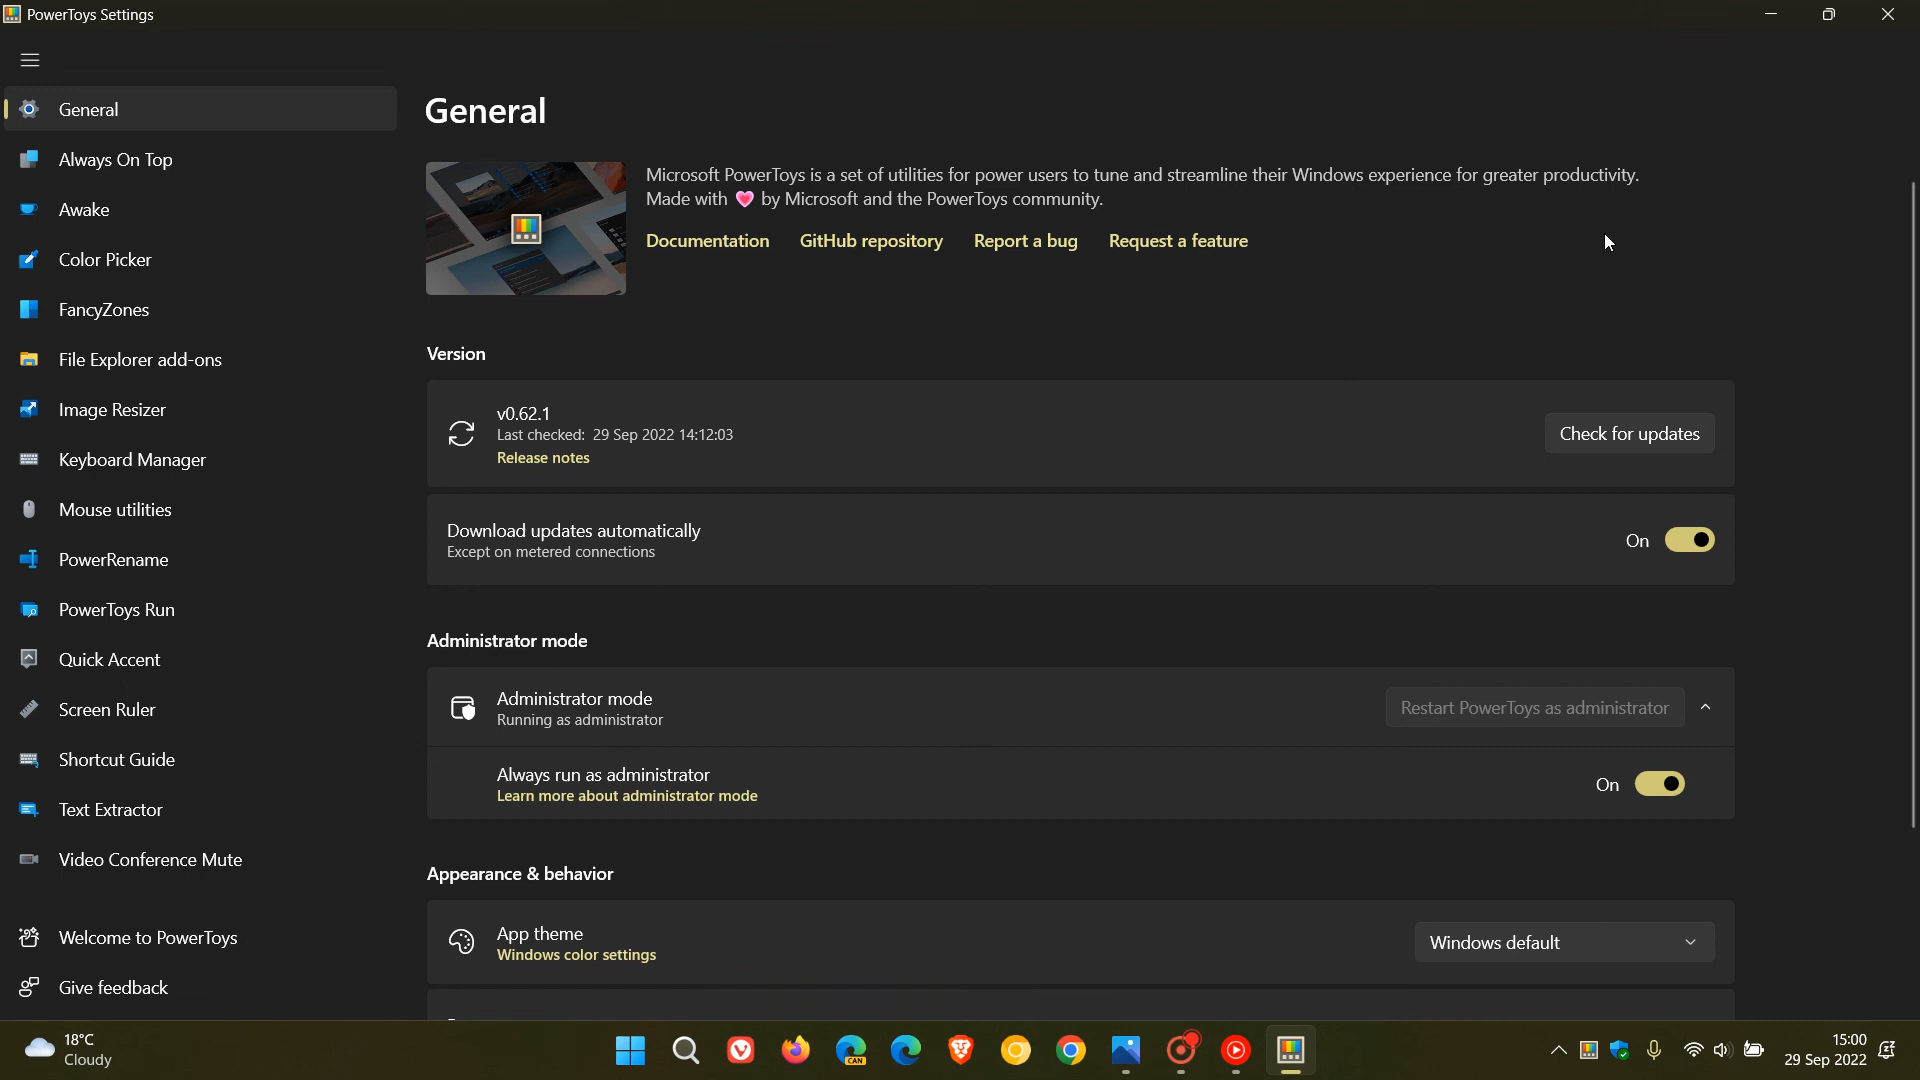 PowerToys Settings
General
Always On Top
Awake
Color Picker
FancyZones
File Explorer add-ons
Image Resizer
Keyboard Manager
Mouse utilities
PowerRename
PowerToys Run
Quick Accent
Screen Ruler
Shortcut Guide
Text Extractor
Video Conference Mute
Welcome to PowerToys
Give feedback
General
Microsoft PowerToys is a set of utilities for power users to tune and streamline their Windows experience for greater productivity.
Made with 💗 by Microsoft and the PowerToys community.
Documentation GitHub repository Report a bug Request a feature
Version
v0.62.1
Last checked: 29 Sep 2022 14:12:03
Release notes
Check for updates
Download updates automatically
Except on metered connections
On
Administrator mode
Administrator mode
Running as administrator
Restart PowerToys as administrator
Always run as administrator
Learn more about administrator mode
On
Appearance & behavior
App theme
Windows color settings
Windows default
18°C
Cloudy
CAN
15:00
29 Sep 2022